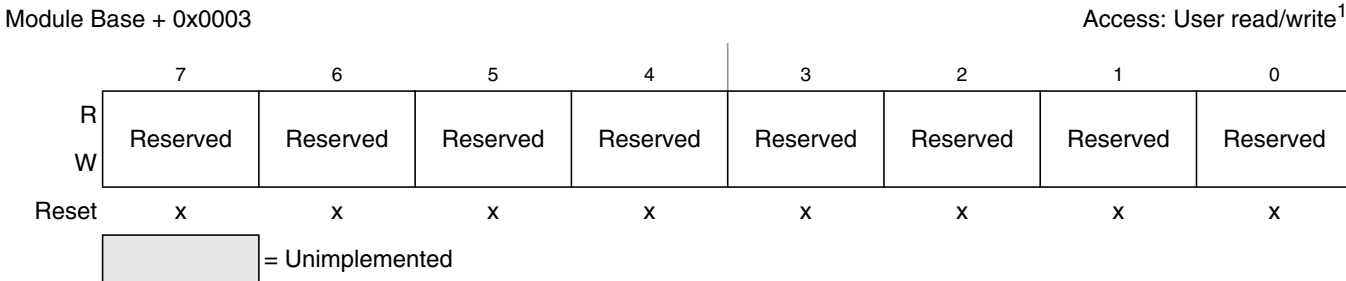 Module Base + 0x0003 Access: User read/write1
7 6 5 4 3 2 1 0
R
Reserved Reserved Reserved Reserved Reserved Reserved Reserved Reserved
W
Reset x x x x x x x x
= Unimplemented